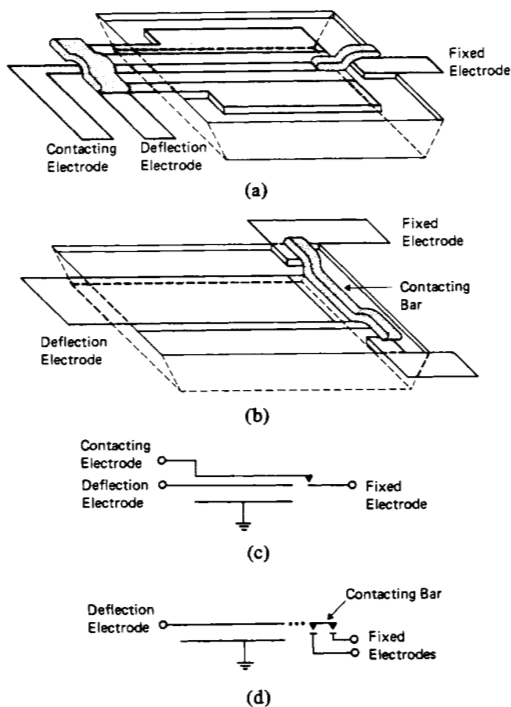 Fixed
Electrode
Contacting
Electrode
Deflection
Electrode
(a)
Fixed
Electrode
Contacting
Bar
Deflection
Electrode
(b)
Contacting
Electrode
Deflection
Electrode
Fixed
Electrode
(c)
Contacting Bar
Deflection
Electrode
Fixed
Electrodes
(d)